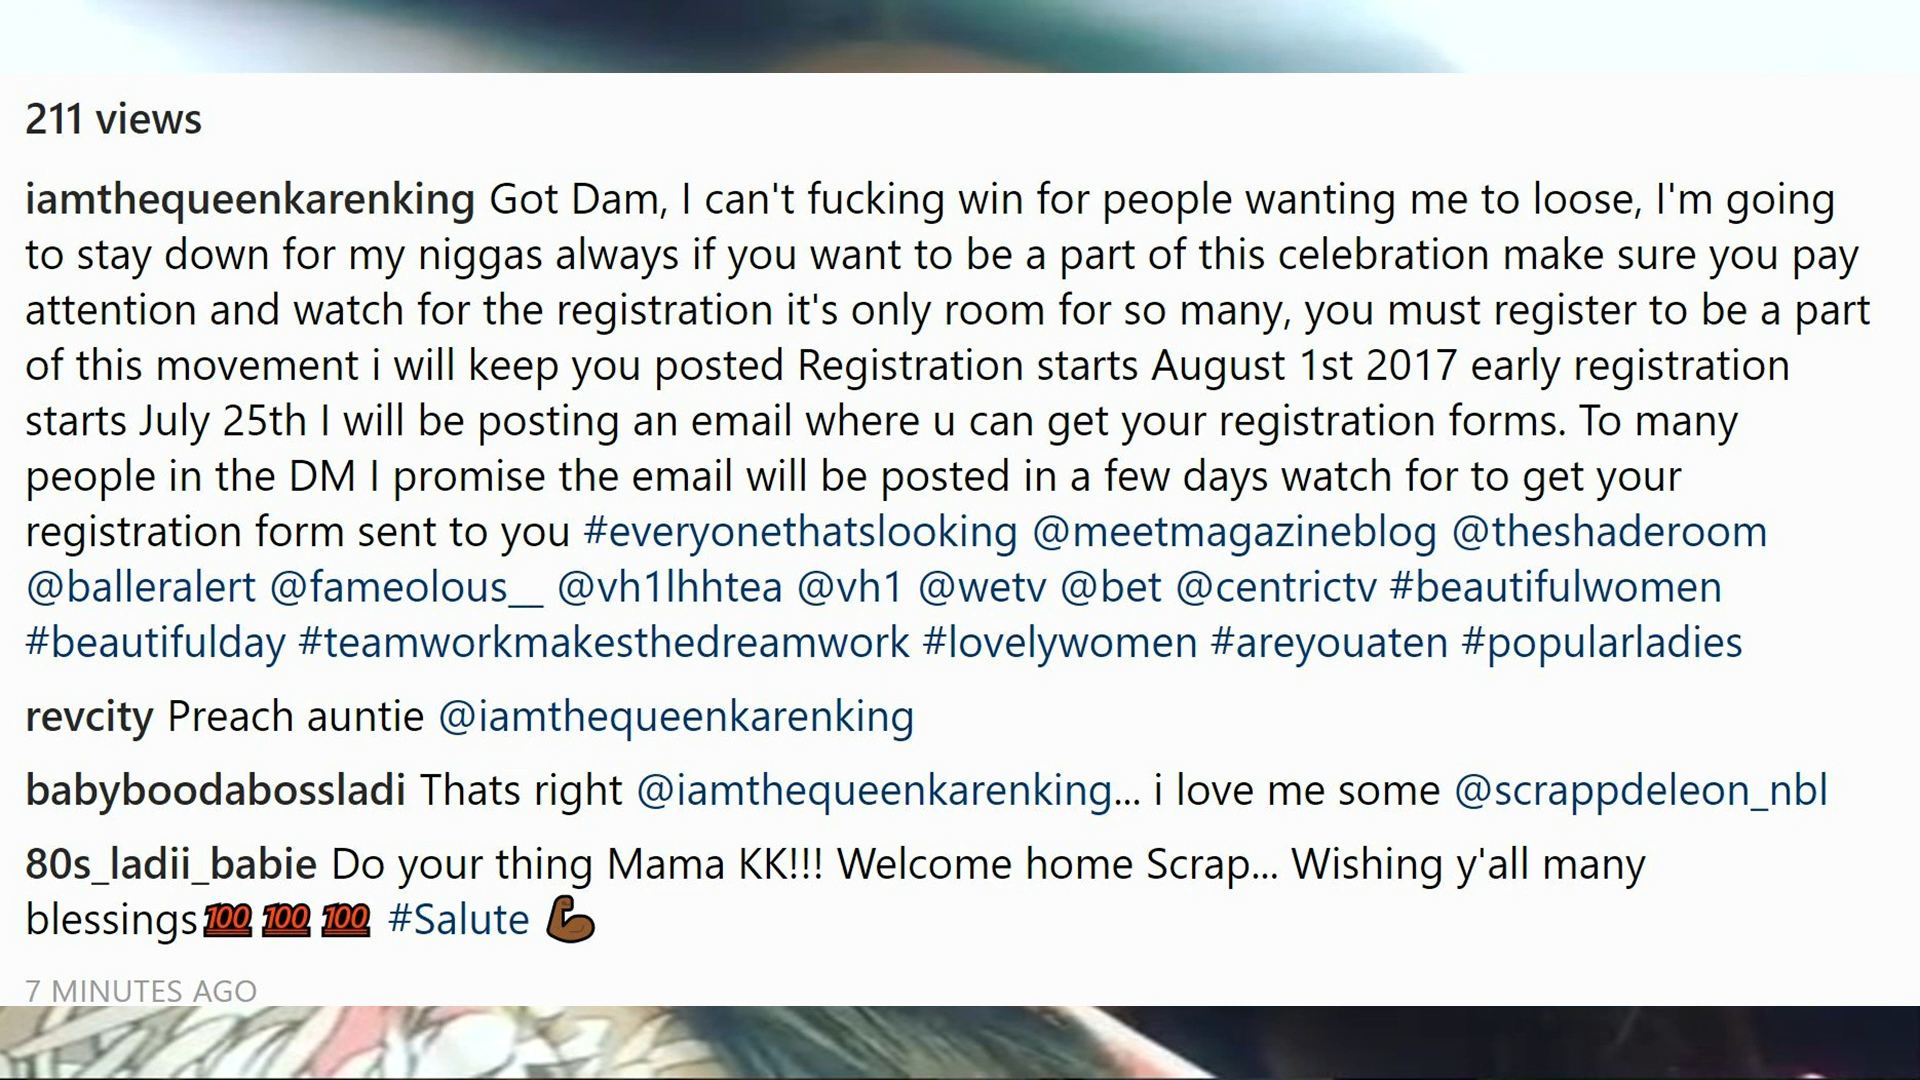 211 views
iamthequeenkarenking Got Dam, I can't fucking win for people wanting me to loose, I'm going
to stay down for my niggas always if you want to be a part of this celebration make sure you pay
attention and watch for the registration it's only room for so many, you must register to be a part
of this movement i will keep you posted Registration starts August 1st 2017 early registration
starts July 25th I will be posting an email where u can get your registration forms. To many
people in the DM I promise the email will be posted in a few days watch for to get your
registration form sent to you #everyonethatslooking @meetmagazineblog @theshaderoom
@balleralert @fameolous__ @vh1lhhtea @vh1 @wetv @bet @centrictv #beautifulwomen
#beautifulday #teamworkmakesthedreamwork #lovelywomen #areyouaten #popularladies
revcity Preach auntie @iamthequeenkarenking
babyboodabossladi Thats right @iamthequeenkarenking... i love me some @scrappdeleon_nbl
80s_ladii_babie Do your thing Mama KK!!! Welcome home Scrap... Wishing y'all many
blessings💯💯💯 #Salute 💪🏾
7 MINUTES AGO